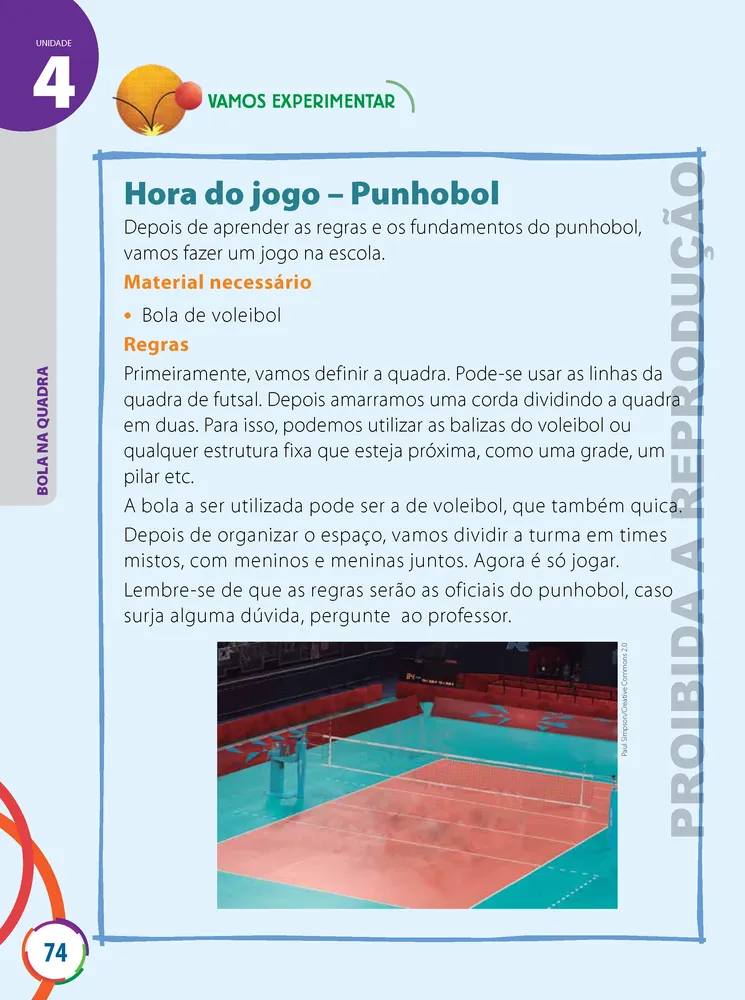 UNIDADE
4
VAMOS EXPERIMENTAR
Hora do jogo – Punhobol
Depois de aprender as regras e os fundamentos do punhobol,
vamos fazer um jogo na escola.
Material necessário
• Bola de voleibol
Regras
Primeiramente, vamos definir a quadra. Pode-se usar as linhas da
quadra de futsal. Depois amarramos uma corda dividindo a quadra
em duas. Para isso, podemos utilizar as balizas do voleibol ou
qualquer estrutura fixa que esteja próxima, como uma grade, um
pilar etc.
A bola a ser utilizada pode ser a de voleibol, que também quica.
Depois de organizar o espaço, vamos dividir a turma em times
mistos, com meninos e meninas juntos. Agora é só jogar.
Lembre-se de que as regras serão as oficiais do punhobol, caso
surja alguma dúvida, pergunte  ao professor.
Paul Simpson/Creative Commons 2.0
BOLA NA QUADRA
PROIBIDA A REPRODUÇÃO
74